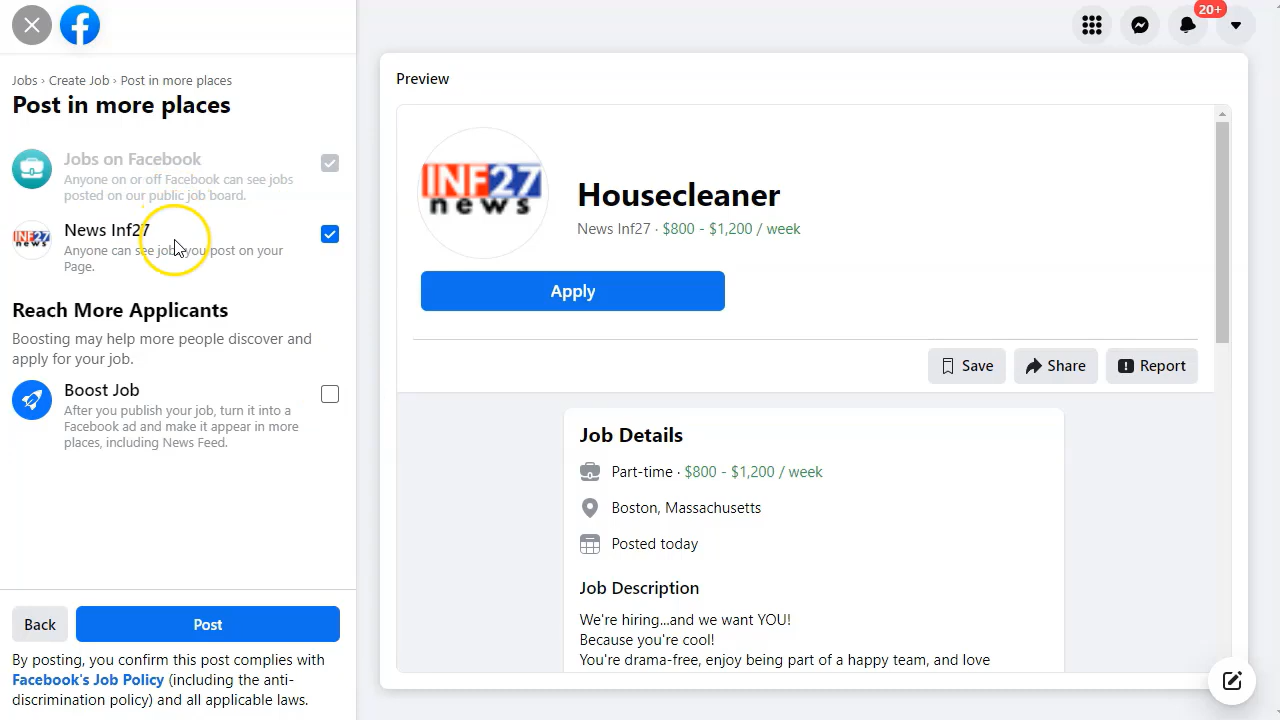 20+
Jobs › Create Job › Post in more places
Post in more places
Jobs on Facebook
Anyone on or off Facebook can see jobs
posted on our public job board.
News Inf27
Anyone can see jobs you post on your
Page.
Reach More Applicants
Boosting may help more people discover and
apply for your job.
Boost Job
After you publish your job, turn it into a
Facebook ad and make it appear in more
places, including News Feed.
Back
Post
By posting, you confirm this post complies with
Facebook's Job Policy (including the anti-
discrimination policy) and all applicable laws.
Preview
INF27
news
Housecleaner
News Inf27 · $800 - $1,200 / week
Apply
Save
Share
Report
Job Details
Part-time · $800 - $1,200 / week
Boston, Massachusetts
Posted today
Job Description
We're hiring...and we want YOU!
Because you're cool!
You're drama-free, enjoy being part of a happy team, and love